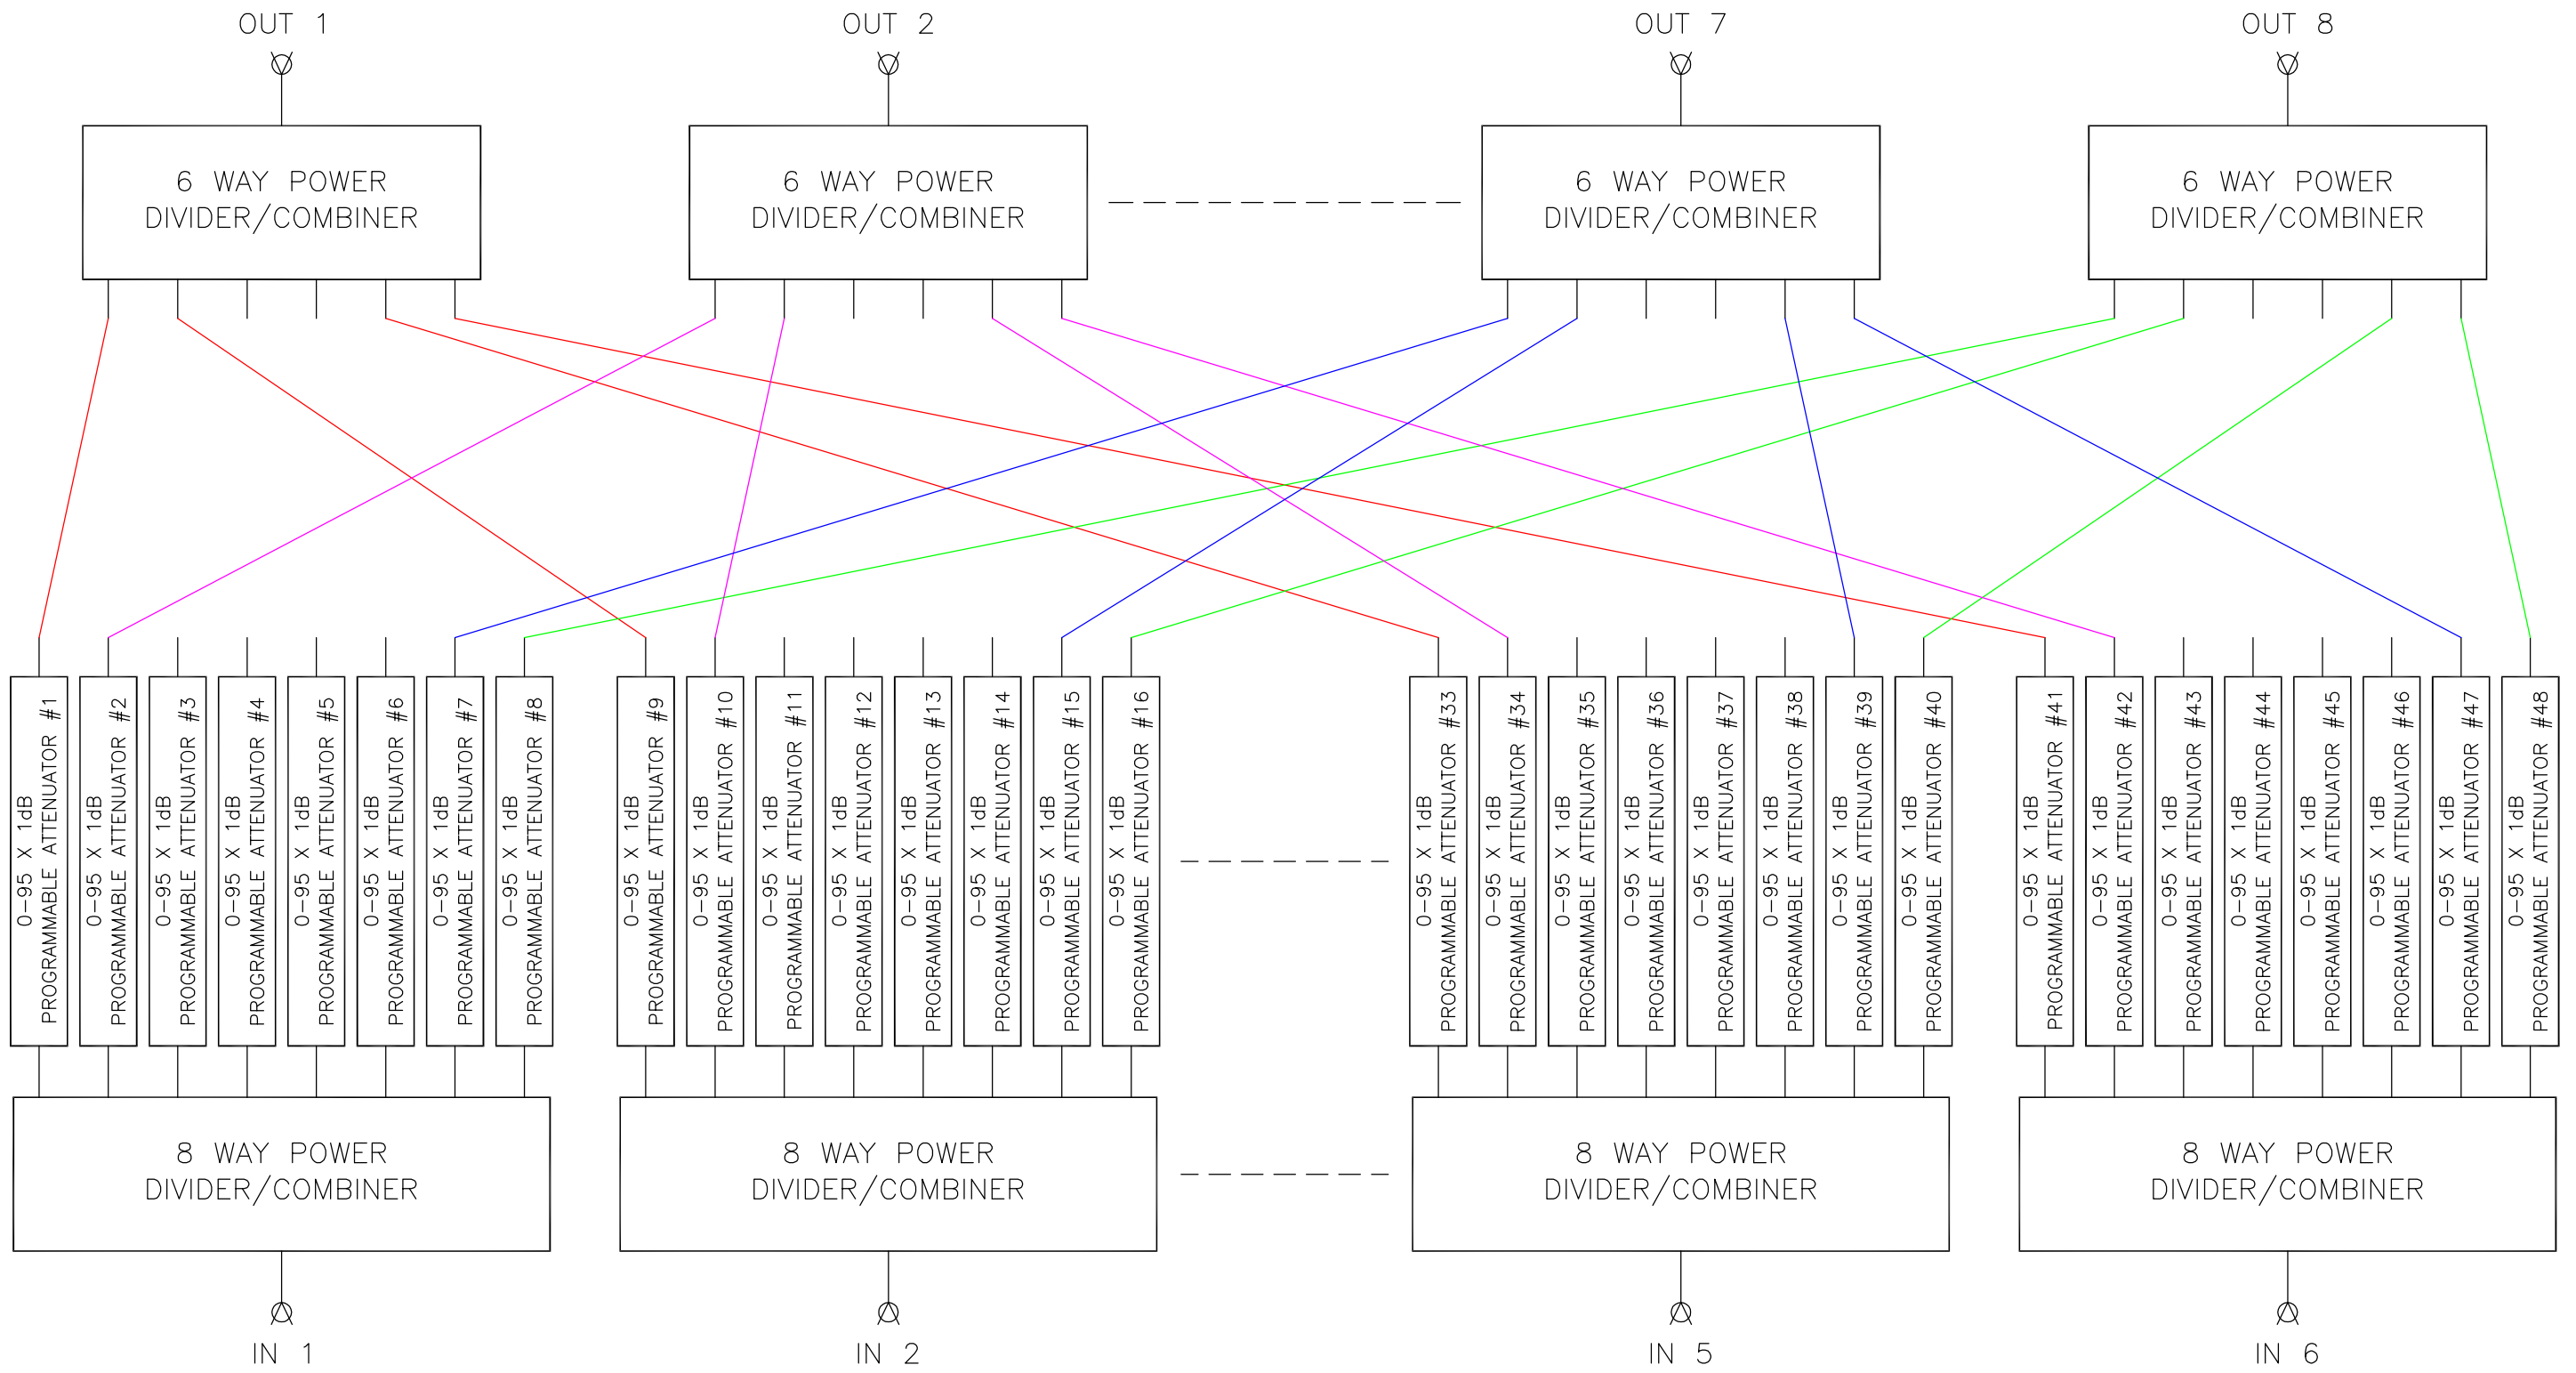 OUT 1
OUT 2
OUT 7
OUT 8
6 WAY POWER
DIVIDER/COMBINER
6 WAY POWER
DIVIDER/COMBINER
6 WAY POWER
DIVIDER/COMBINER
6 WAY POWER
DIVIDER/COMBINER
0-95 X 1dB
PROGRAMMABLE ATTENUATOR #1
0-95 X 1dB
PROGRAMMABLE ATTENUATOR #2
0-95 X 1dB
PROGRAMMABLE ATTENUATOR #3
0-95 X 1dB
PROGRAMMABLE ATTENUATOR #4
0-95 X 1dB
PROGRAMMABLE ATTENUATOR #5
0-95 X 1dB
PROGRAMMABLE ATTENUATOR #6
0-95 X 1dB
PROGRAMMABLE ATTENUATOR #7
0-95 X 1dB
PROGRAMMABLE ATTENUATOR #8
0-95 X 1dB
PROGRAMMABLE ATTENUATOR #9
0-95 X 1dB
PROGRAMMABLE ATTENUATOR #10
0-95 X 1dB
PROGRAMMABLE ATTENUATOR #11
0-95 X 1dB
PROGRAMMABLE ATTENUATOR #12
0-95 X 1dB
PROGRAMMABLE ATTENUATOR #13
0-95 X 1dB
PROGRAMMABLE ATTENUATOR #14
0-95 X 1dB
PROGRAMMABLE ATTENUATOR #15
0-95 X 1dB
PROGRAMMABLE ATTENUATOR #16
0-95 X 1dB
PROGRAMMABLE ATTENUATOR #33
0-95 X 1dB
PROGRAMMABLE ATTENUATOR #34
0-95 X 1dB
PROGRAMMABLE ATTENUATOR #35
0-95 X 1dB
PROGRAMMABLE ATTENUATOR #36
0-95 X 1dB
PROGRAMMABLE ATTENUATOR #37
0-95 X 1dB
PROGRAMMABLE ATTENUATOR #38
0-95 X 1dB
PROGRAMMABLE ATTENUATOR #39
0-95 X 1dB
PROGRAMMABLE ATTENUATOR #40
0-95 X 1dB
PROGRAMMABLE ATTENUATOR #41
0-95 X 1dB
PROGRAMMABLE ATTENUATOR #42
0-95 X 1dB
PROGRAMMABLE ATTENUATOR #43
0-95 X 1dB
PROGRAMMABLE ATTENUATOR #44
0-95 X 1dB
PROGRAMMABLE ATTENUATOR #45
0-95 X 1dB
PROGRAMMABLE ATTENUATOR #46
0-95 X 1dB
PROGRAMMABLE ATTENUATOR #47
0-95 X 1dB
PROGRAMMABLE ATTENUATOR #48
8 WAY POWER
DIVIDER/COMBINER
8 WAY POWER
DIVIDER/COMBINER
8 WAY POWER
DIVIDER/COMBINER
8 WAY POWER
DIVIDER/COMBINER
IN 1
IN 2
IN 5
IN 6